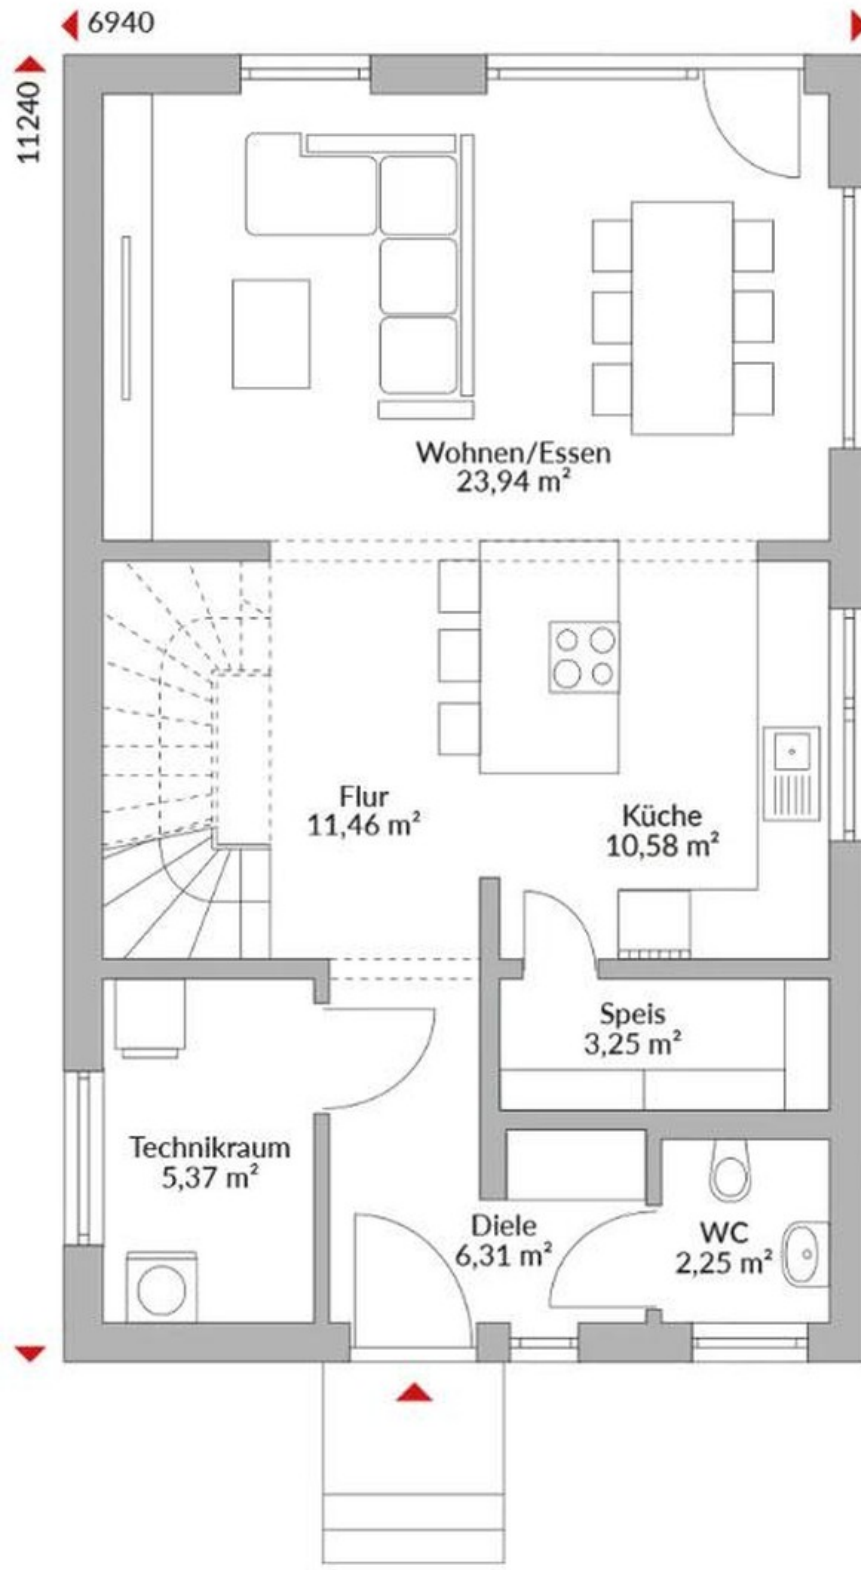 6940
11240
Wohnen/Essen
23,94 m²
Flur
11,46 m²
Küche
10,58 m²
Speis
3,25 m²
Technikraum
5,37 m²
Diele
6,31 m²
WC
2,25 m²